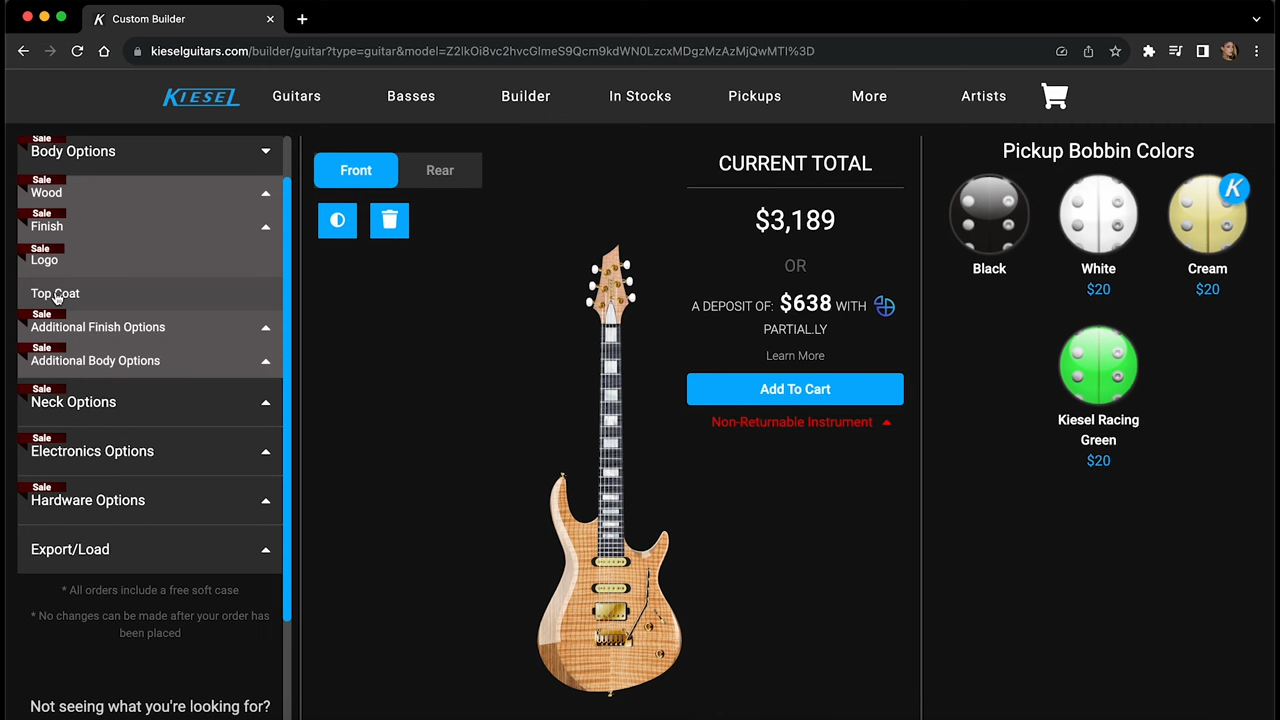 Custom Builder
kieselguitars.com/builder/guitar?type=guitar&model=Z2lkOi8vc2hvcGlmeS9Qcm9kdWN0LzcxMDgzMzAzMjQwMTI%3D
KIESEL
Guitars
Basses
Builder
In Stocks
Pickups
More
Artists
Sale
Body Options
Sale
Wood
Sale
Finish
Sale
Logo
Top Coat
Sale
Additional Finish Options
Sale
Additional Body Options
Sale
Neck Options
Sale
Electronics Options
Sale
Hardware Options
Export/Load
* All orders include a free soft case
* No changes can be made after your order has
been placed
Not seeing what you're looking for?
Front
Rear
CURRENT TOTAL
$3,189
OR
A DEPOSIT OF: $638 WITH
PARTIAL.LY
Learn More
Add To Cart
Non-Returnable Instrument
Pickup Bobbin Colors
K
Black
White
$20
Cream
$20
Kiesel Racing
Green
$20